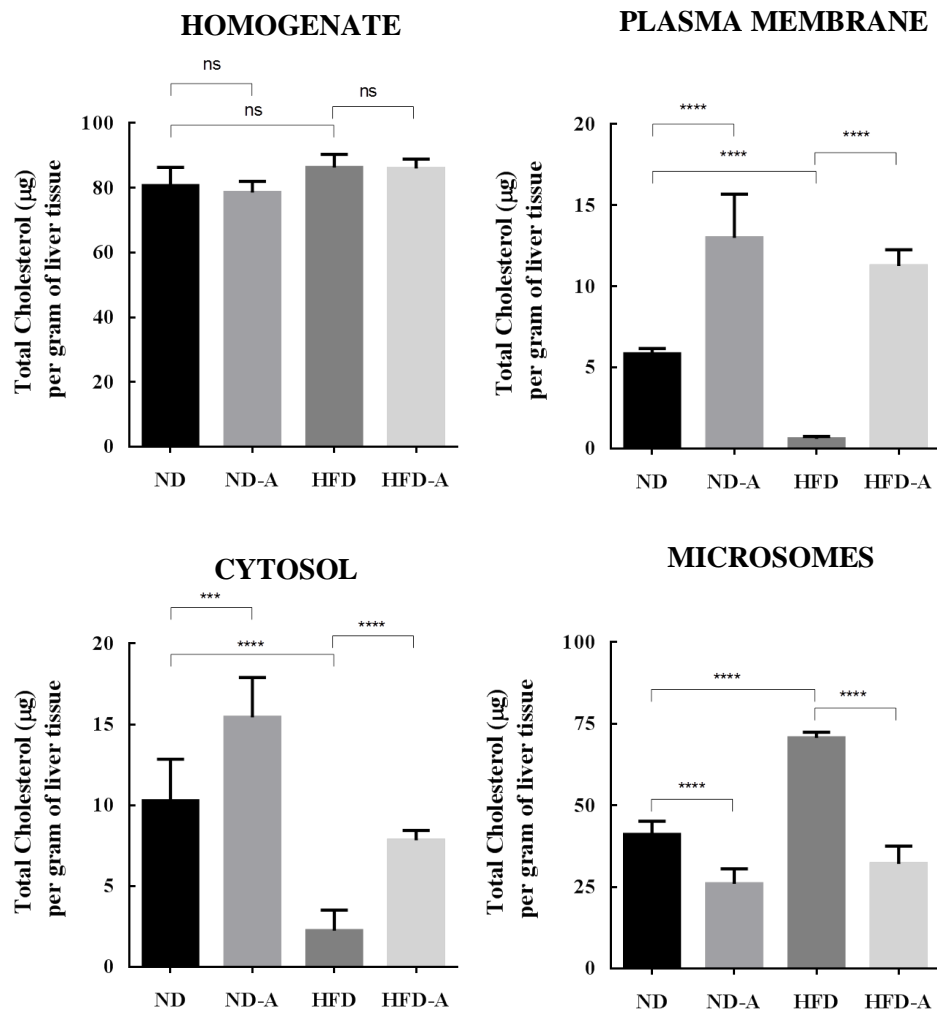 HOMOGENATE
ns
ns
ns
100
80
60
40
20
0
Total Cholesterol (µg)
per gram of liver tissue
ND ND-A HFD HFD-A
PLASMA MEMBRANE
****
****
****
20
15
10
5
0
Total Cholesterol (µg)
per gram of liver tissue
ND ND-A HFD HFD-A
CYTOSOL
***
****
****
20
15
10
5
0
Total Cholesterol (µg)
per gram of liver tissue
ND ND-A HFD HFD-A
MICROSOMES
****
****
****
100
75
50
25
0
Total Cholesterol (µg)
per gram of liver tissue
ND ND-A HFD HFD-A